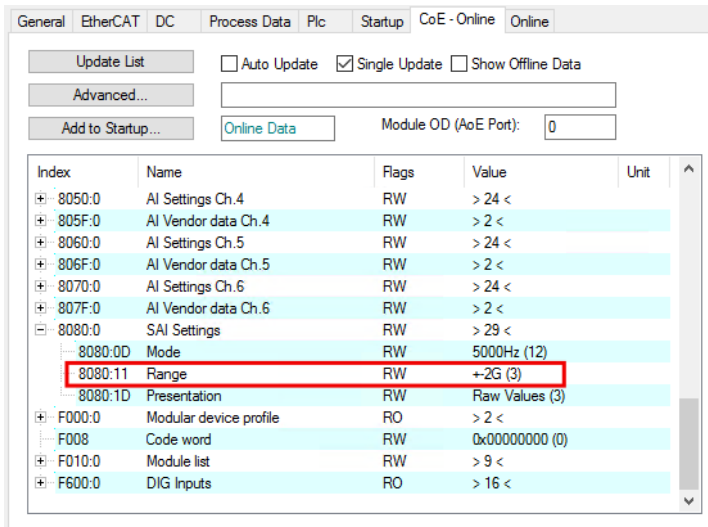 General EtherCAT DC Process Data Plc Startup CoE - Online Online
Update List Auto Update Single Update Show Offline Data
Advanced...
Add to Startup... Online Data Module OD (AoE Port): 0
Index Name Flags Value Unit
8050:0 AI Settings Ch.4 RW > 24 <
805F:0 AI Vendor data Ch.4 RW > 2 <
8060:0 AI Settings Ch.5 RW > 24 <
806F:0 AI Vendor data Ch.5 RW > 2 <
8070:0 AI Settings Ch.6 RW > 24 <
807F:0 AI Vendor data Ch.6 RW > 2 <
8080:0 SAI Settings RW > 29 <
8080:0D Mode RW 5000Hz (12)
8080:11 Range RW +-2G (3)
8080:1D Presentation RW Raw Values (3)
F000:0 Modular device profile RO > 2 <
F008 Code word RW 0x00000000 (0)
F010:0 Module list RW > 9 <
F600:0 DIG Inputs RO > 16 <